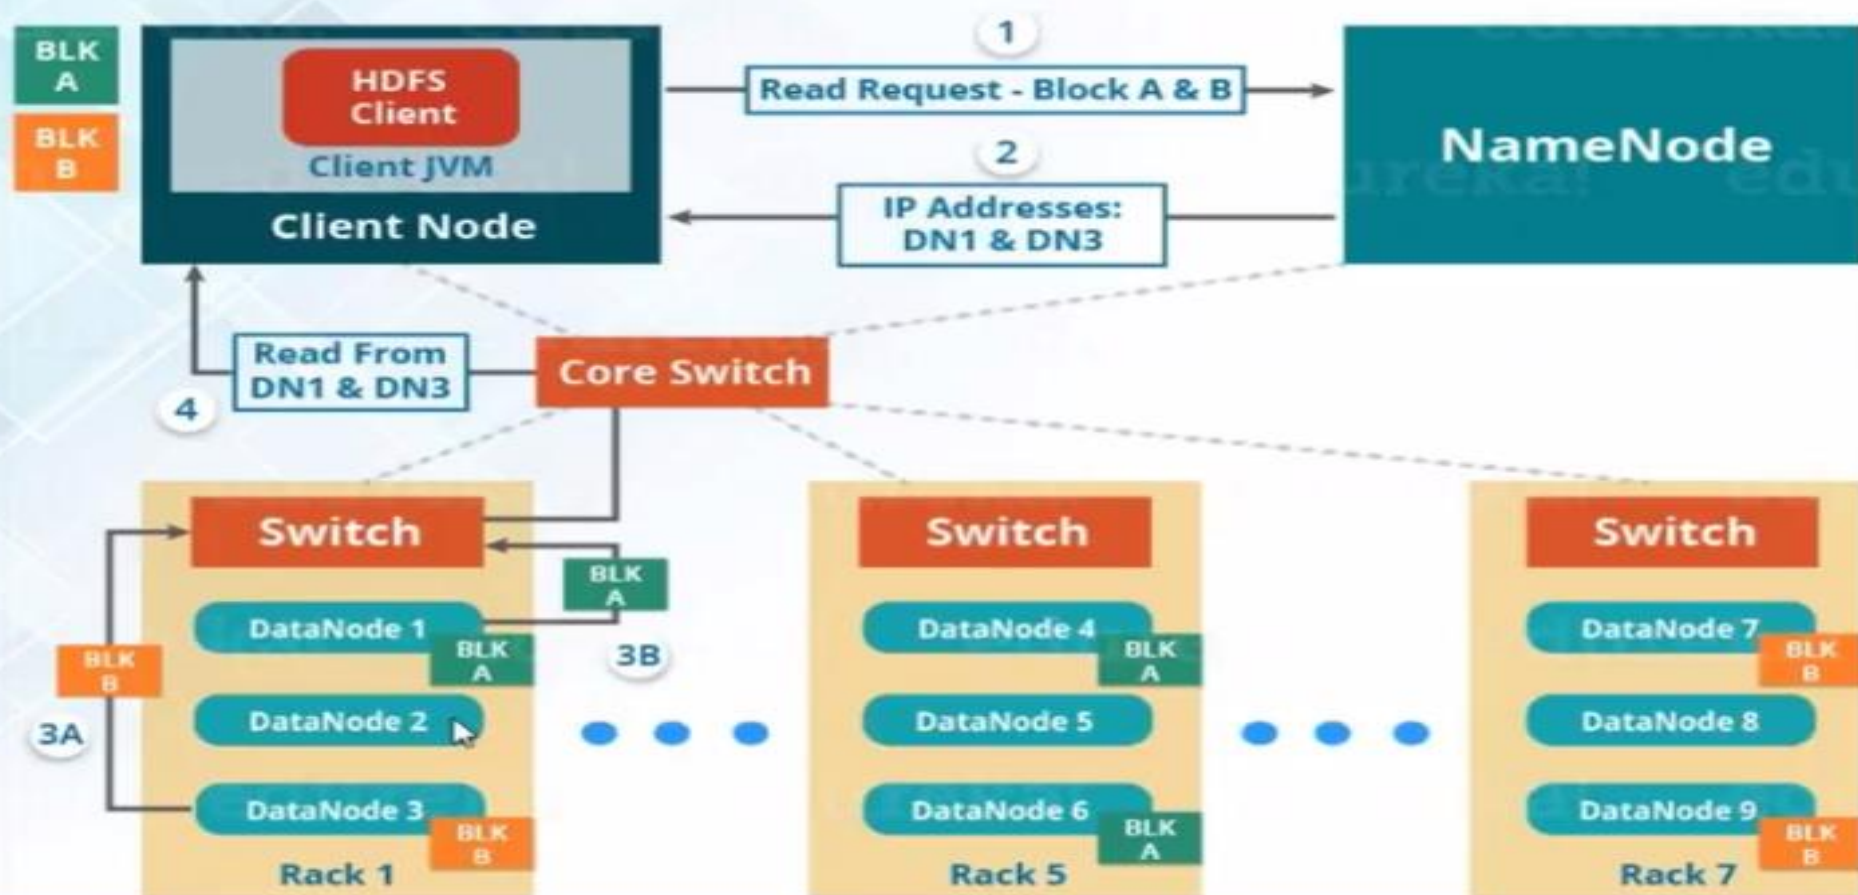 BLK
A
BLK
B
HDFS
Client
Client JVM
Client Node
1
Read Request - Block A & B
2
IP Addresses:
DN1 & DN3
NameNode
edureka!
ureka!
edu
Read From
DN1 & DN3
4
Core Switch
Switch
DataNode 1
BLK
A
DataNode 2
DataNode 3
BLK
B
Rack 1
BLK
A
3B
BLK
B
3A
Switch
DataNode 4
BLK
A
DataNode 5
DataNode 6
BLK
A
Rack 5
Switch
DataNode 7
BLK
B
DataNode 8
DataNode 9
BLK
B
Rack 7